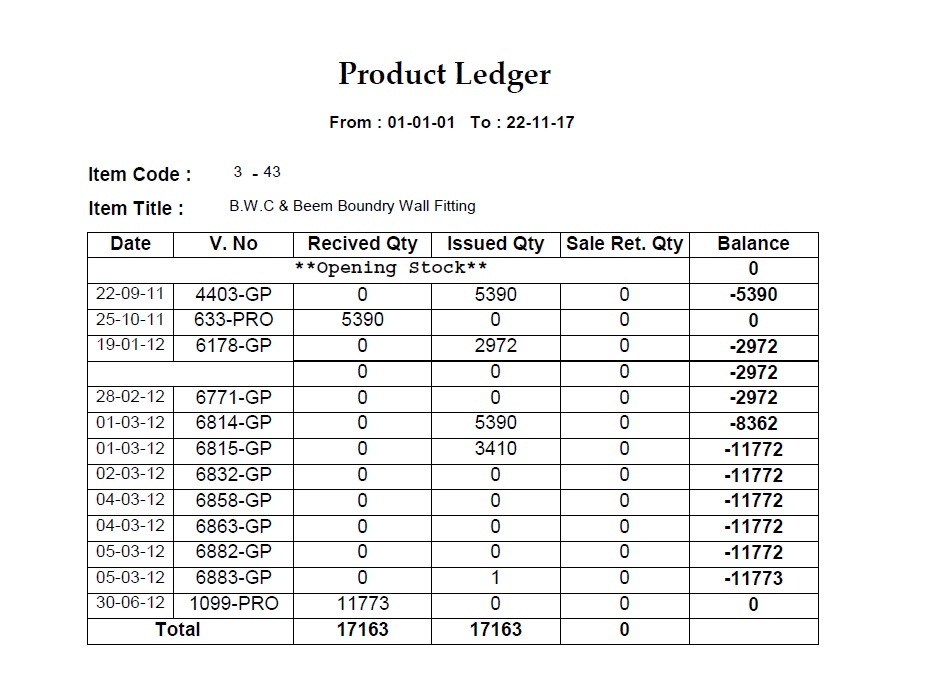 Product Ledger
From : 01-01-01 To : 22-11-17
Item Code : 3 - 43
Item Title : B.W.C & Beem Boundry Wall Fitting
Date V. No Recived Qty Issued Qty Sale Ret. Qty Balance
**Opening Stock** 0
22-09-11 4403-GP 0 5390 0 -5390
25-10-11 633-PRO 5390 0 0 0
19-01-12 6178-GP 0 2972 0 -2972
0 0 0 -2972
28-02-12 6771-GP 0 0 0 -2972
01-03-12 6814-GP 0 5390 0 -8362
01-03-12 6815-GP 0 3410 0 -11772
02-03-12 6832-GP 0 0 0 -11772
04-03-12 6858-GP 0 0 0 -11772
04-03-12 6863-GP 0 0 0 -11772
05-03-12 6882-GP 0 0 0 -11772
05-03-12 6883-GP 0 1 0 -11773
30-06-12 1099-PRO 11773 0 0 0
Total 17163 17163 0